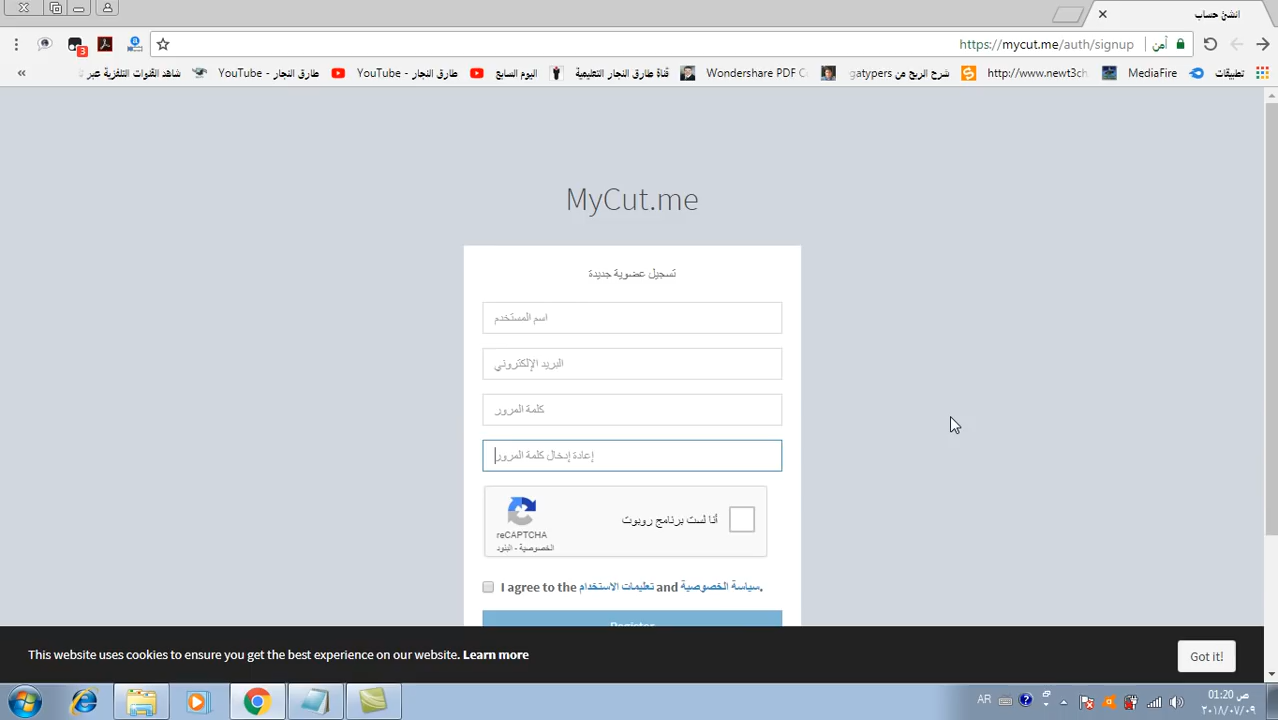 انشئ حساب
https://mycut.me/auth/signup
آمن
3
تطبيقات
MediaFire
http://www.newt3ch
شرح الربح من gatypers
Wondershare PDF C
قناة طارق النجار التعليمية
اليوم السابع
طارق النجار - YouTube
طارق النجار - YouTube
شاهد القنوات التلفزية عبر
»
MyCut.me
تسجيل عضوية جديدة
اسم المستخدم
البريد الإلكتروني
كلمة المرور
إعادة إدخال كلمة المرور
أنا لست برنامج روبوت
reCAPTCHA
الخصوصية - البنود
I agree to the تعليمات الاستخدام and سياسة الخصوصية.
Register
This website uses cookies to ensure you get the best experience on our website. Learn more
Got it!
AR
01:20 ص
٢٠١٨/٠٧/٠٩